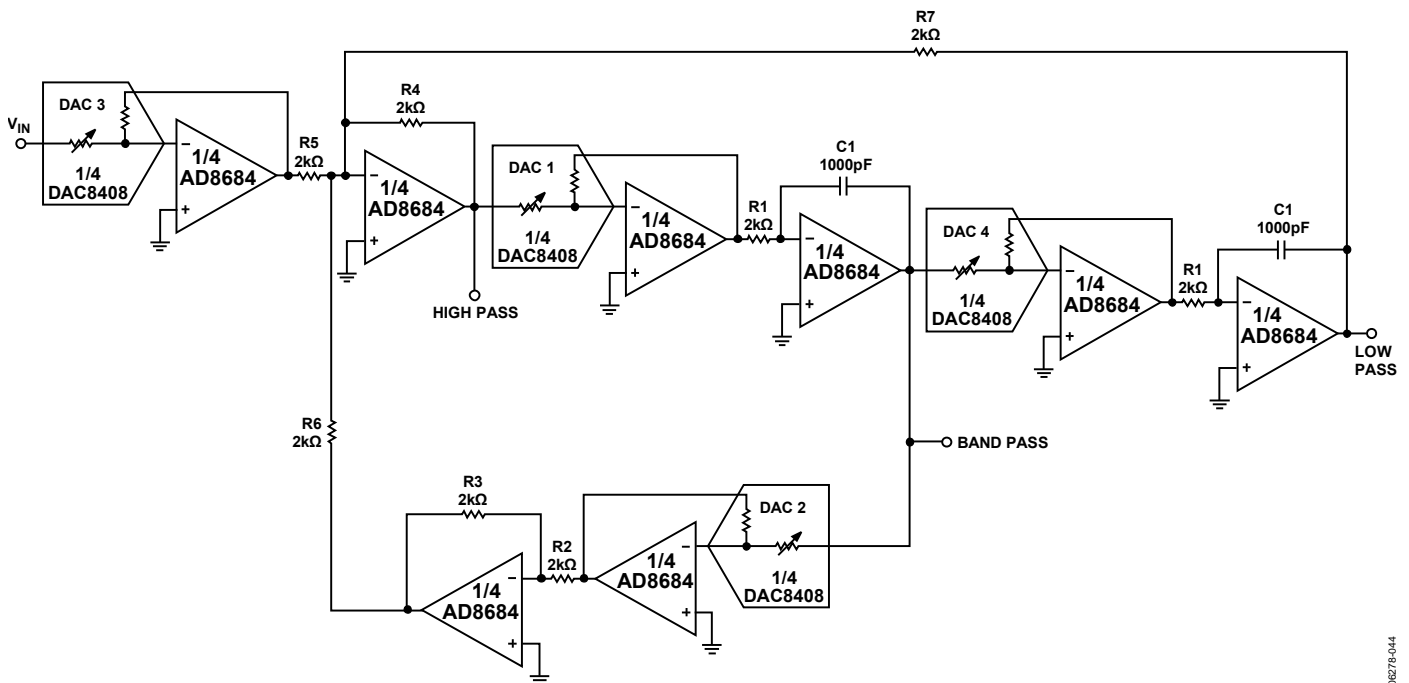 R7
2kΩ
DAC 3
V_IN
1/4
DAC8408
−
+
1/4
AD8684
R5
2kΩ
R4
2kΩ
−
+
1/4
AD8684
HIGH PASS
DAC 1
1/4
DAC8408
−
+
1/4
AD8684
R1
2kΩ
C1
1000pF
−
+
1/4
AD8684
DAC 4
1/4
DAC8408
−
+
1/4
AD8684
R1
2kΩ
C1
1000pF
−
+
1/4
AD8684
LOW
PASS
R6
2kΩ
BAND PASS
R3
2kΩ
−
+
1/4
AD8684
R2
2kΩ
−
+
1/4
AD8684
DAC 2
1/4
DAC8408
06278-044